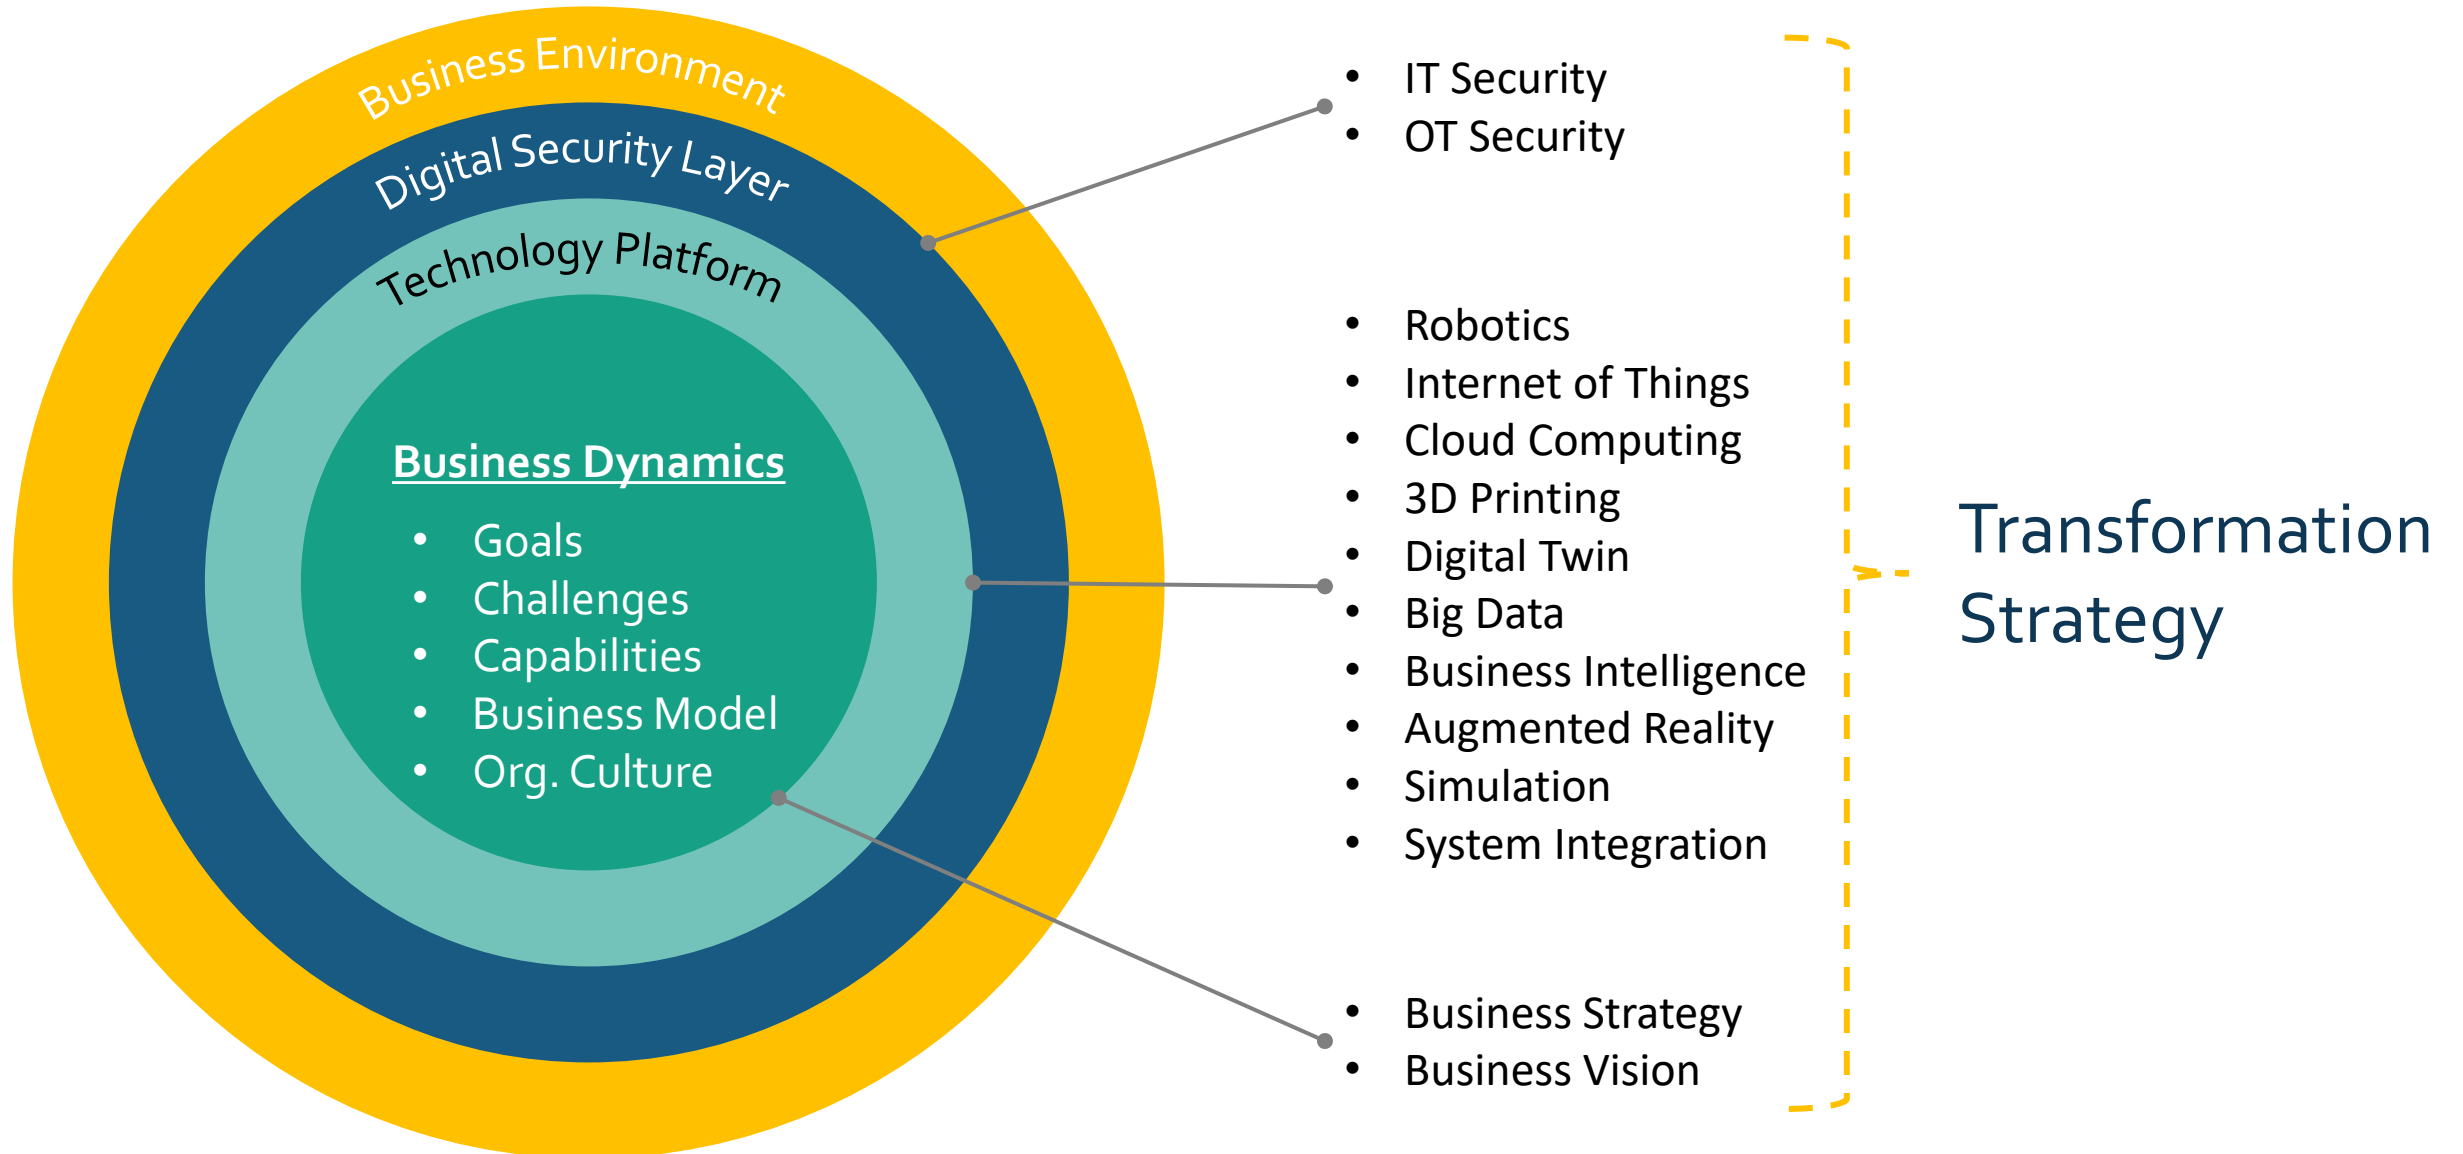 Business Environment
Digital Security Layer
Technology Platform
Business Dynamics
• Goals
• Challenges
• Capabilities
• Business Model
• Org. Culture
• IT Security
• OT Security
• Robotics
• Internet of Things
• Cloud Computing
• 3D Printing
• Digital Twin
• Big Data
• Business Intelligence
• Augmented Reality
• Simulation
• System Integration
• Business Strategy
• Business Vision
Transformation
Strategy